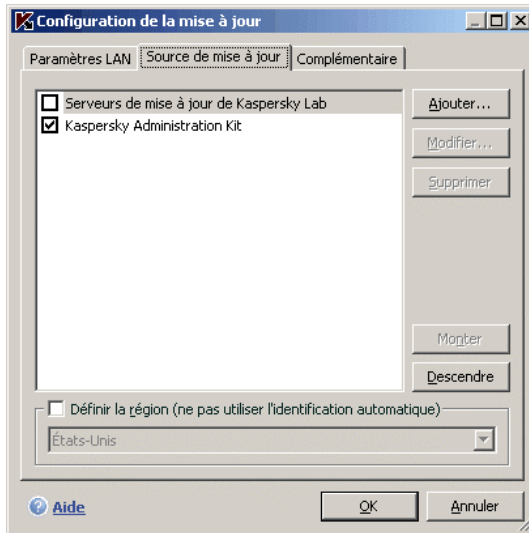 Configuration de la mise à jour
Paramètres LAN
Source de mise à jour
Complémentaire
Serveurs de mise à jour de Kaspersky Lab
Kaspersky Administration Kit
Ajouter...
Modifier...
Supprimer
Monter
Descendre
Définir la région (ne pas utiliser l'identification automatique)
États-Unis
Aide
OK
Annuler